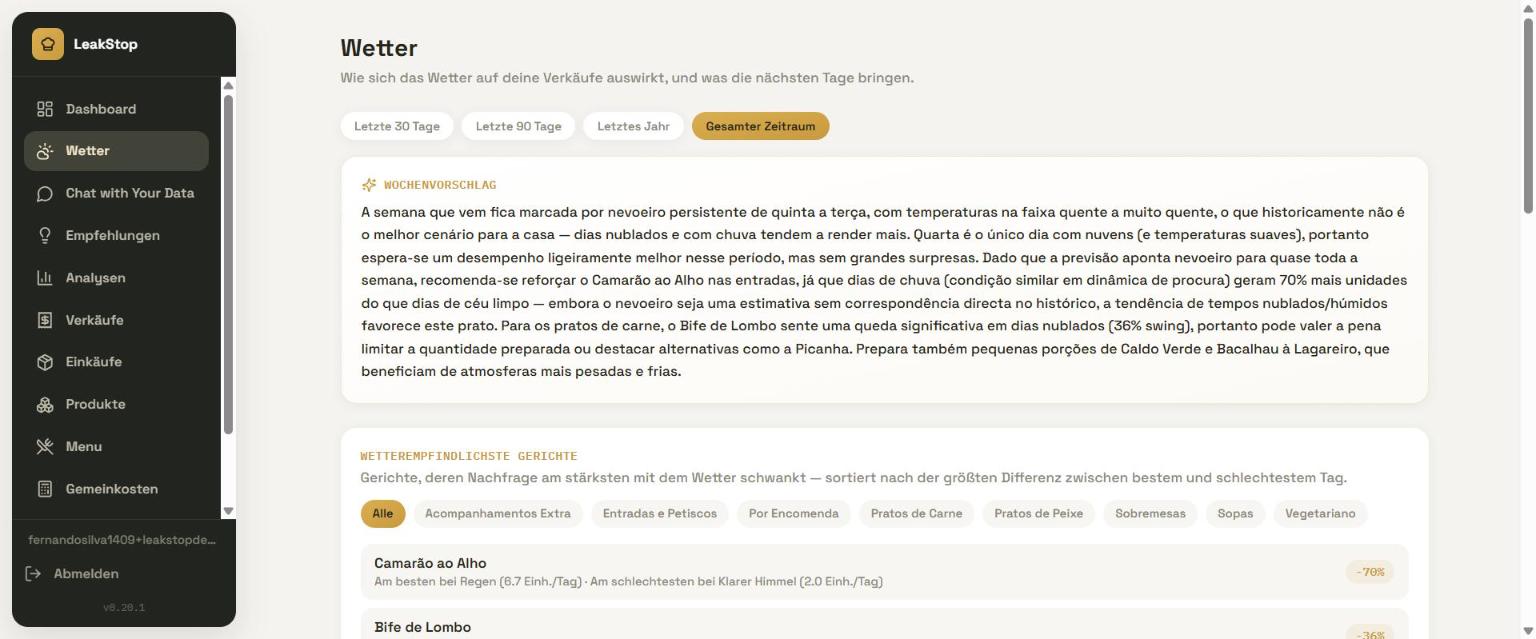 LeakStop
Dashboard
Wetter
Chat with Your Data
Empfehlungen
Analysen
Verkäufe
Einkäufe
Produkte
Menu
Gemeinkosten
fernandosilva1409+leakstopde...
Abmelden
v0.20.1
Wetter
Wie sich das Wetter auf deine Verkäufe auswirkt, und was die nächsten Tage bringen.
Letzte 30 Tage
Letzte 90 Tage
Letztes Jahr
Gesamter Zeitraum
WOCHENVORSCHLAG
A semana que vem fica marcada por nevoeiro persistente de quinta a terça, com temperaturas na faixa quente a muito quente, o que historicamente não é
o melhor cenário para a casa — dias nublados e com chuva tendem a render mais. Quarta é o único dia com nuvens (e temperaturas suaves), portanto
espera-se um desempenho ligeiramente melhor nesse período, mas sem grandes surpresas. Dado que a previsão aponta nevoeiro para quase toda a
semana, recomenda-se reforçar o Camarão ao Alho nas entradas, já que dias de chuva (condição similar em dinâmica de procura) geram 70% mais unidades
do que dias de céu limpo — embora o nevoeiro seja uma estimativa sem correspondência directa no histórico, a tendência de tempos nublados/húmidos
favorece este prato. Para os pratos de carne, o Bife de Lombo sente uma queda significativa em dias nublados (36% swing), portanto pode valer a pena
limitar a quantidade preparada ou destacar alternativas como a Picanha. Prepara também pequenas porções de Caldo Verde e Bacalhau à Lagareiro, que
beneficiam de atmosferas mais pesadas e frias.
WETTEREMPFINDLICHSTE GERICHTE
Gerichte, deren Nachfrage am stärksten mit dem Wetter schwankt — sortiert nach der größten Differenz zwischen bestem und schlechtestem Tag.
Alle
Acompanhamentos Extra
Entradas e Petiscos
Por Encomenda
Pratos de Carne
Pratos de Peixe
Sobremesas
Sopas
Vegetariano
Camarão ao Alho
Am besten bei Regen (6.7 Einh./Tag) · Am schlechtesten bei Klarer Himmel (2.0 Einh./Tag)
-70%
Bife de Lombo
-36%